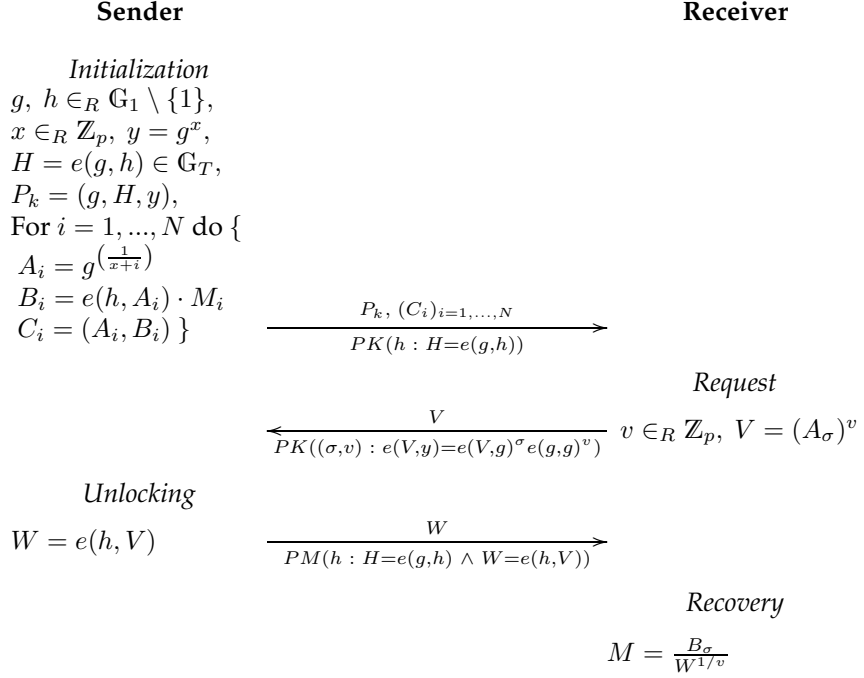 Sender
Receiver
Initialization
g, h ∈_R 𝔾_1 \ {1},
x ∈_R ℤ_p, y = g^x,
H = e(g, h) ∈ 𝔾_T,
P_k = (g, H, y),
For i = 1, ..., N do {
A_i = g^{(1/(x+i))}
B_i = e(h, A_i) · M_i
C_i = (A_i, B_i) }
P_k, (C_i)_{i=1,...,N}
PK(h : H=e(g,h))
Request
v ∈_R ℤ_p, V = (A_σ)^v
V
PK((σ,v) : e(V,y)=e(V,g)^σ e(g,g)^v)
Unlocking
W = e(h, V)
W
PM(h : H=e(g,h) ∧ W=e(h,V))
Recovery
M = B_σ / W^{1/v}